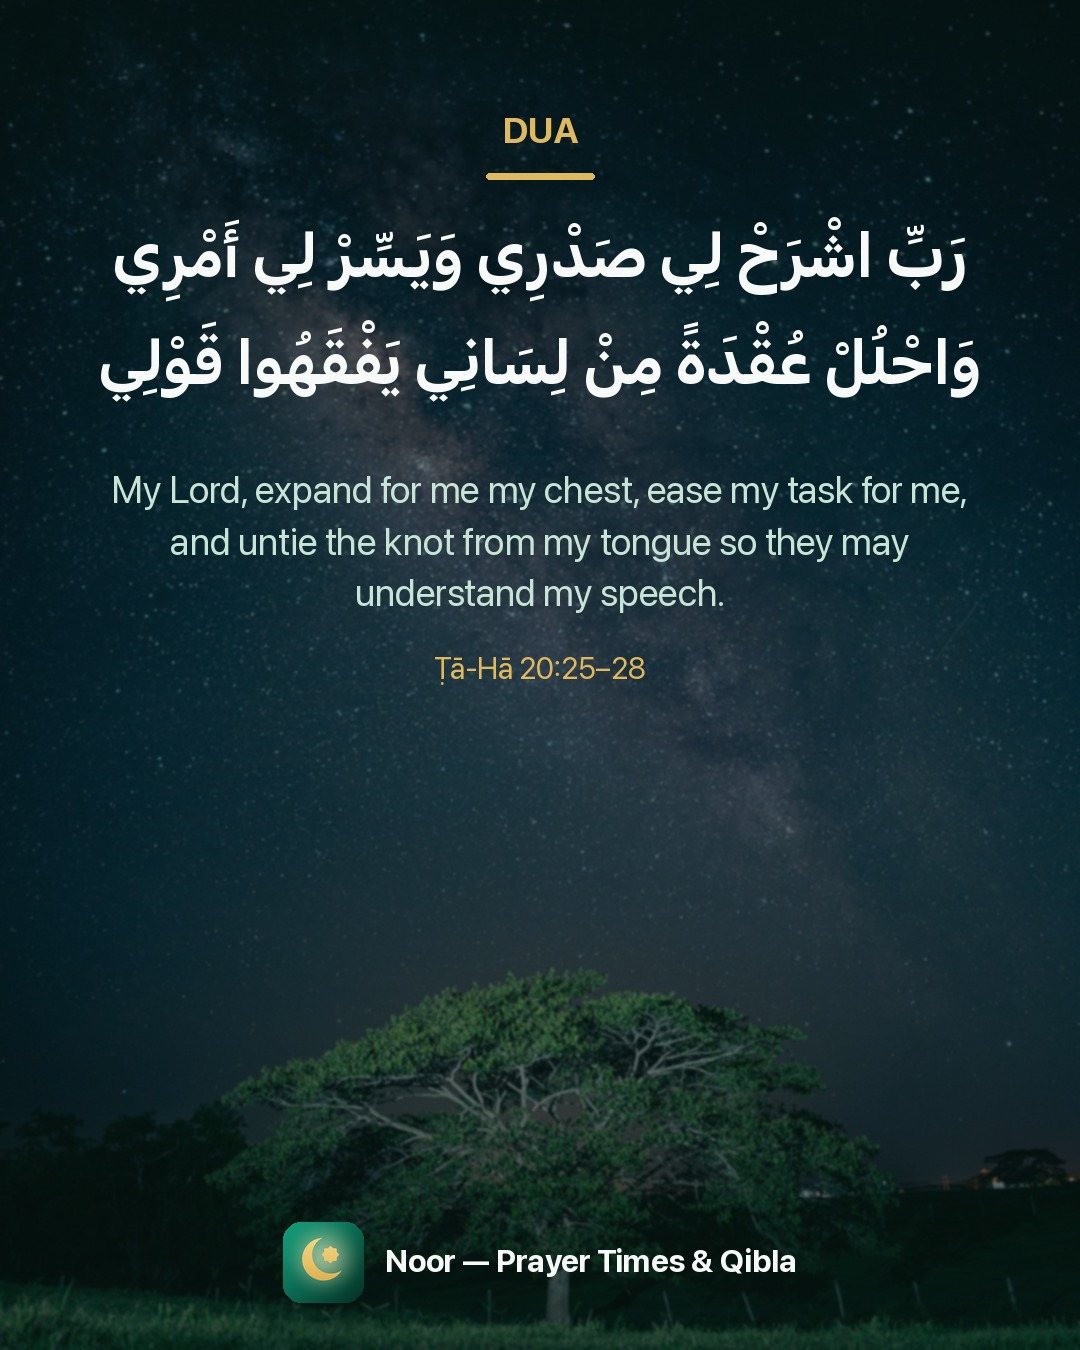 DUA
رَبِّ اشْرَحْ لِي صَدْرِي وَيَسِّرْ لِي أَمْرِي
وَاحْلُلْ عُقْدَةً مِنْ لِسَانِي يَفْقَهُوا قَوْلِي
My Lord, expand for me my chest, ease my task for me,
and untie the knot from my tongue so they may
understand my speech.
Ṭā-Hā 20:25–28
Noor — Prayer Times & Qibla